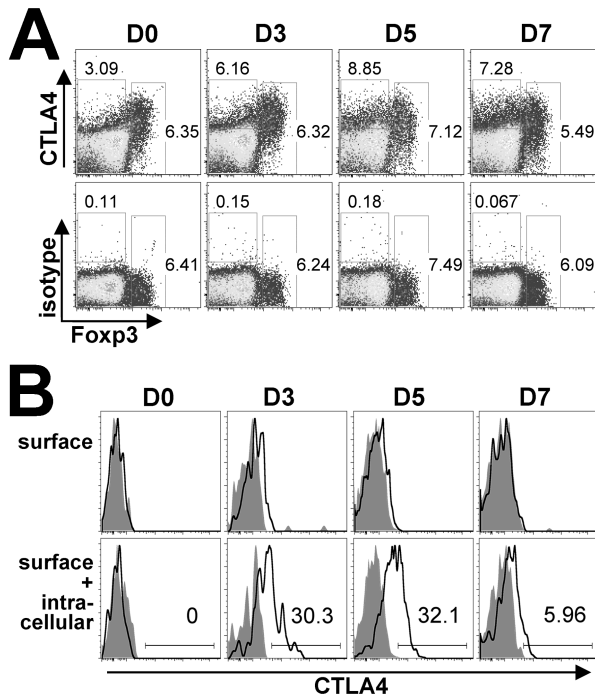 A
D0 D3 D5 D7
3.09 6.16 8.85 7.28
CTLA4
6.35 6.32 7.12 5.49
0.11 0.15 0.18 0.067
isotype
6.41 6.24 7.49 6.09
Foxp3
B
D0 D3 D5 D7
surface
surface
+
intra-
cellular
0 30.3 32.1 5.96
CTLA4